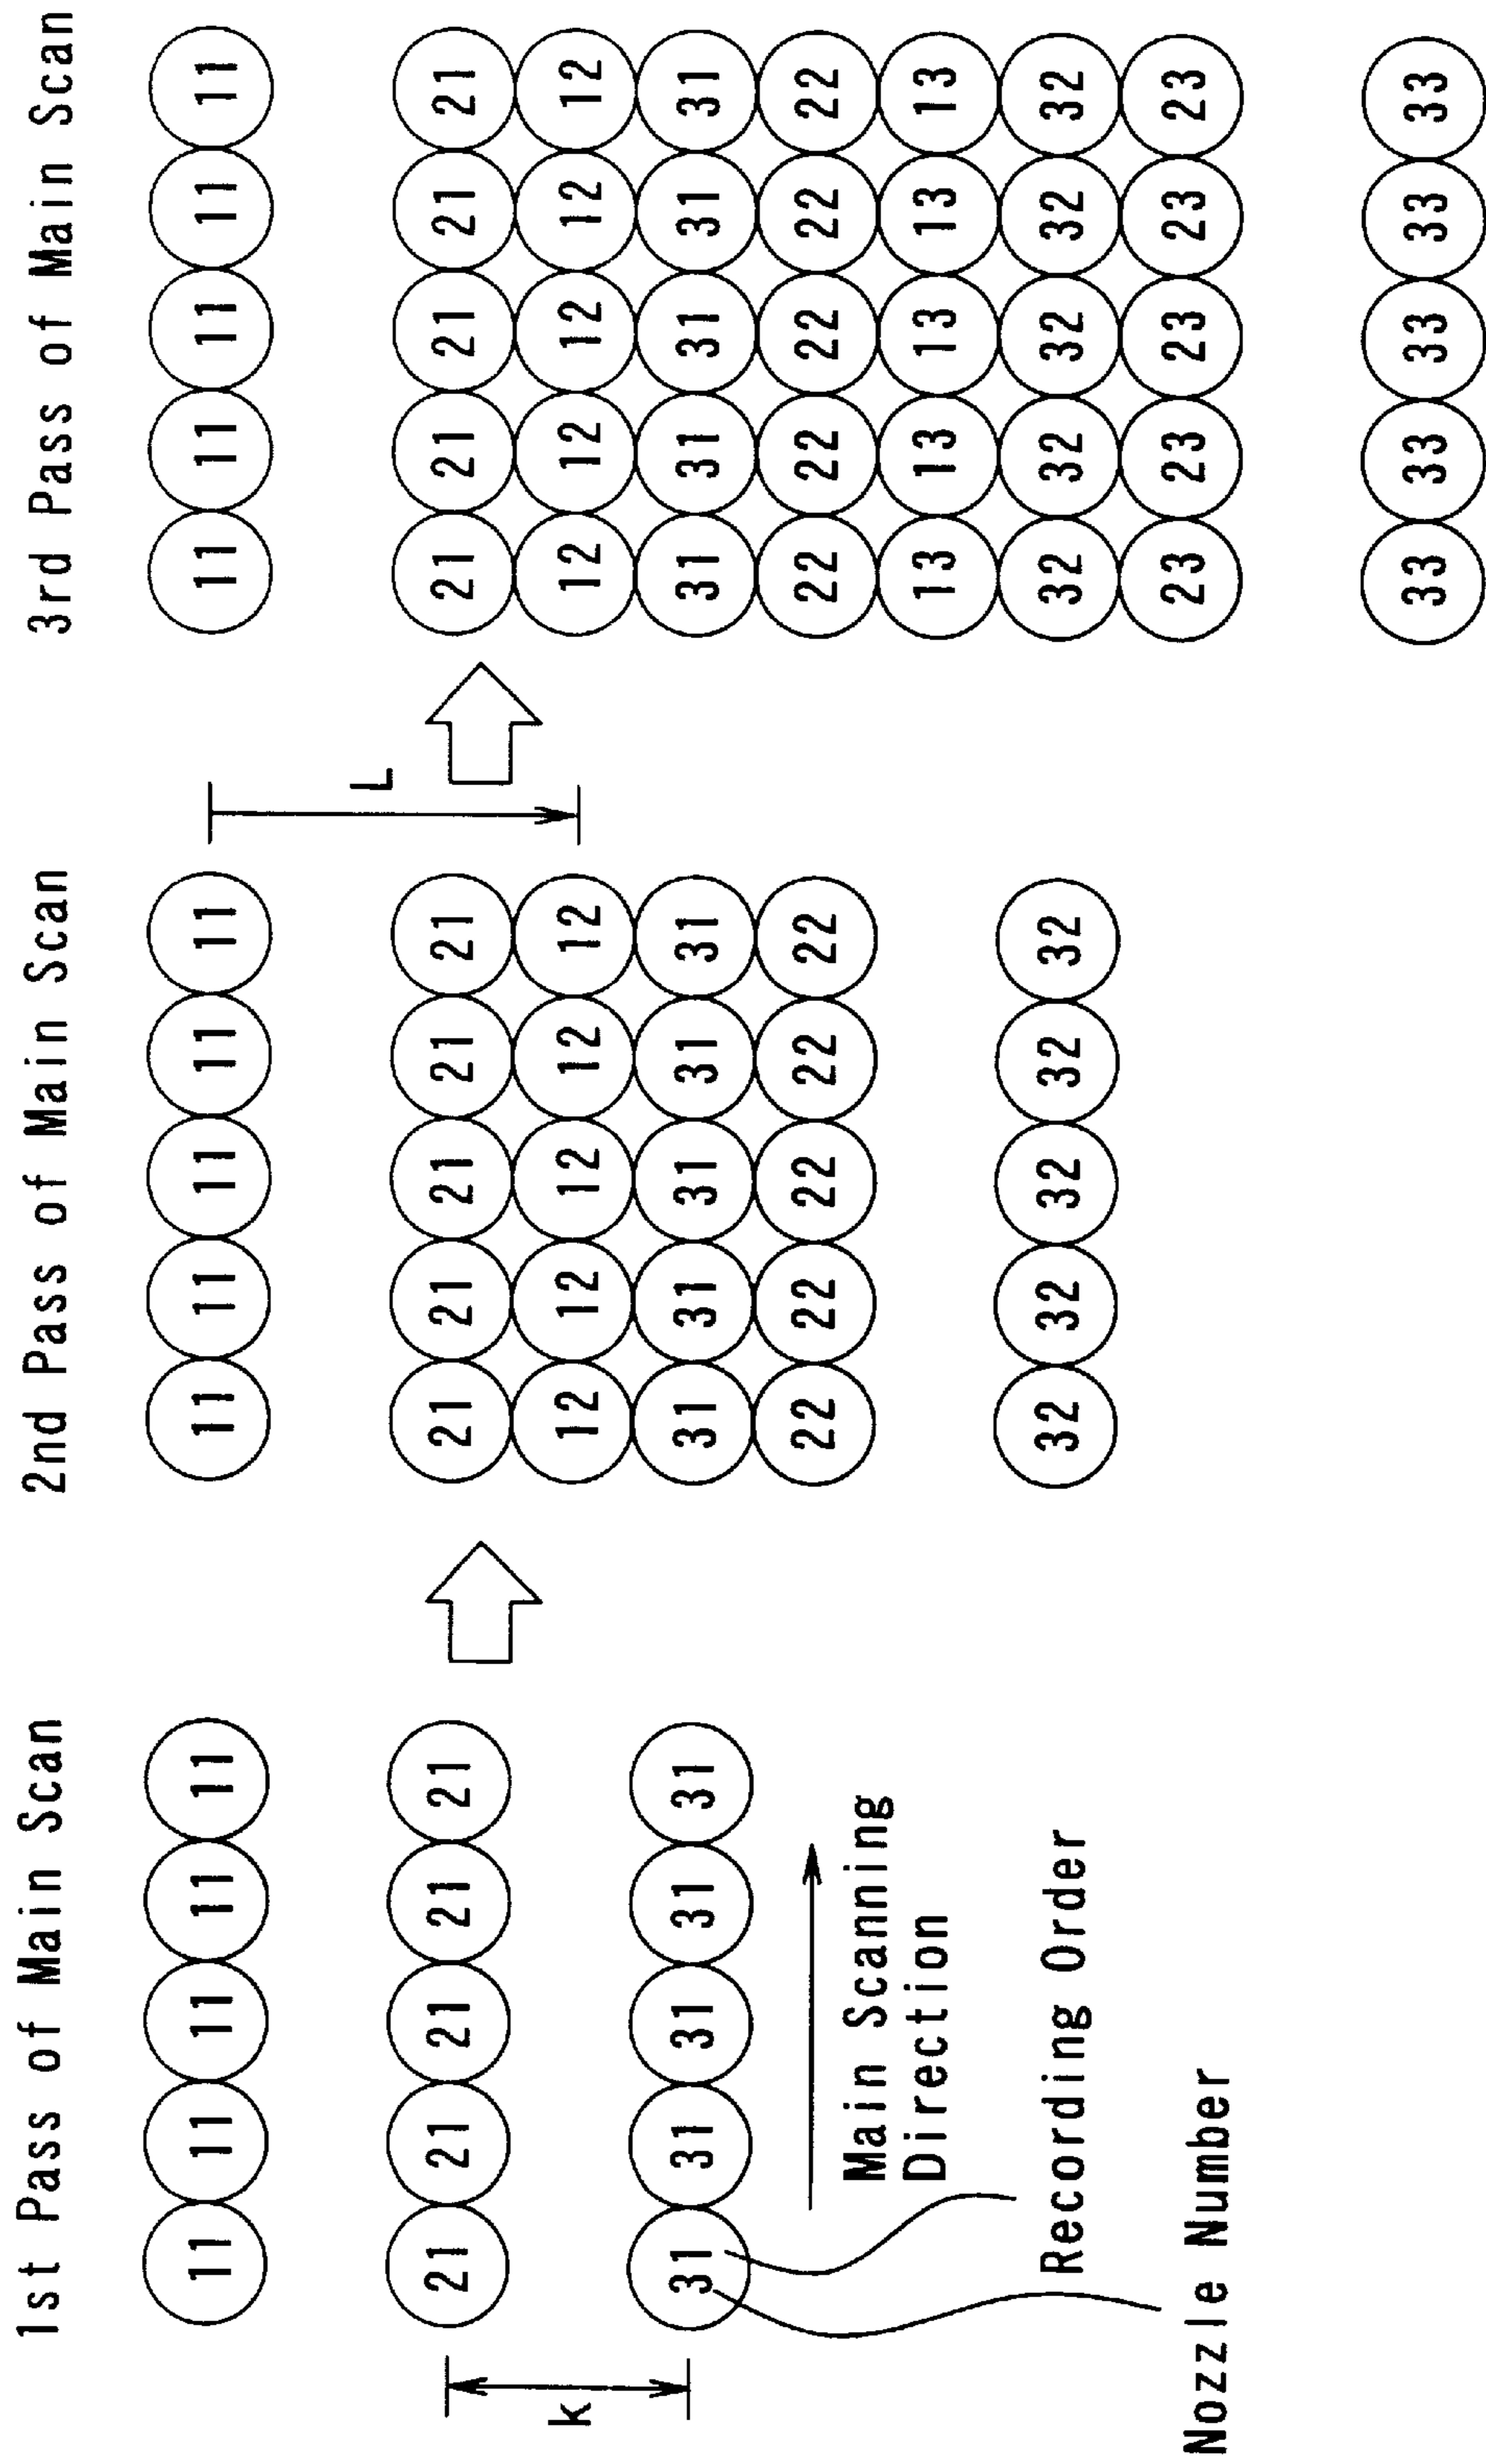 1st Pass of Main Scan
2nd Pass of Main Scan
3rd Pass of Main Scan
11 11 11 11 11
11 11 11 11 11
11 11 11 11 11
L
21 21 21 21 21
21 21 21 21 21
21 21 21 21 21
k
12 12 12 12 12
12 12 12 12 12
31 31 31 31 31
31 31 31 31 31
31 31 31 31 31
22 22 22 22 22
22 22 22 22 22
Main Scanning
Direction
13 13 13 13 13
Recording Order
32 32 32 32 32
32 32 32 32 32
Nozzle Number
23 23 23 23 23
33 33 33 33 33